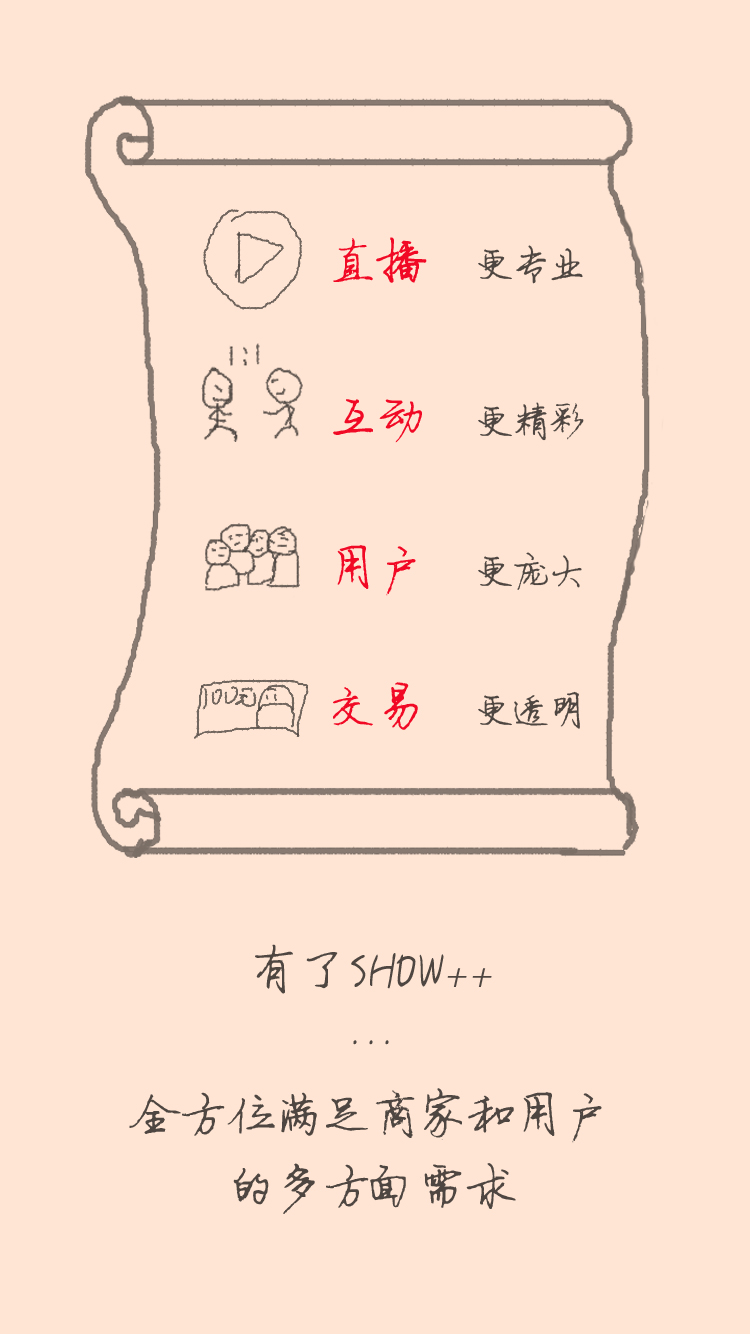 直播 更专业
1:1
互动 更精彩
用户 更庞大
100元
交易 更透明
有了SHOW++
...
全方位满足商家和用户
的多方面需求